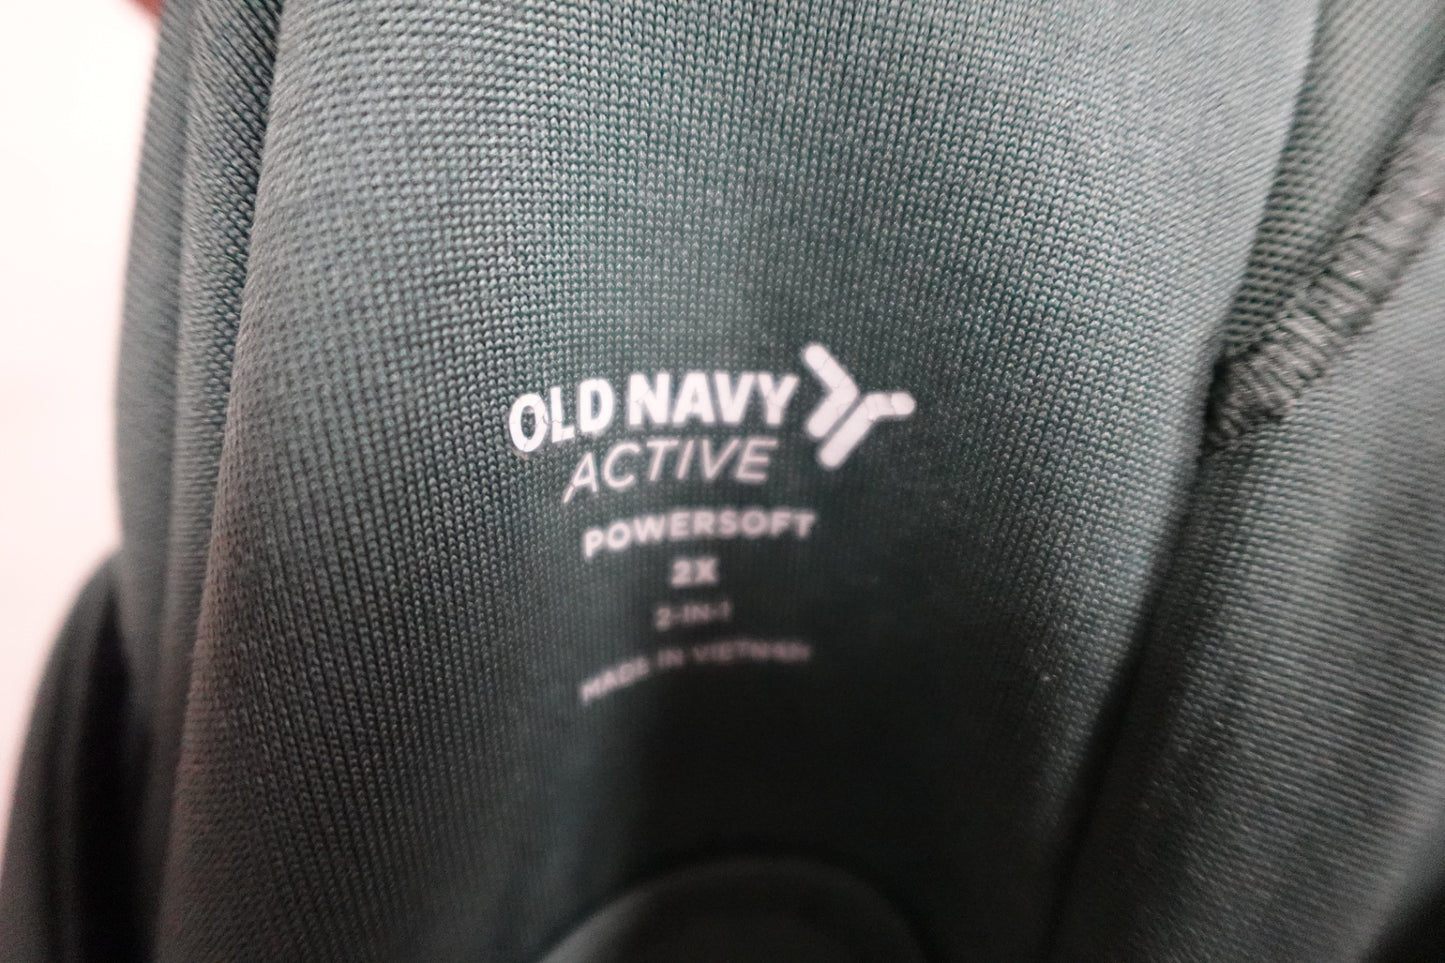 OLD NAVY
ACTIVE
POWERSOFT
2X
2-IN-1
MADE IN VIETNAM